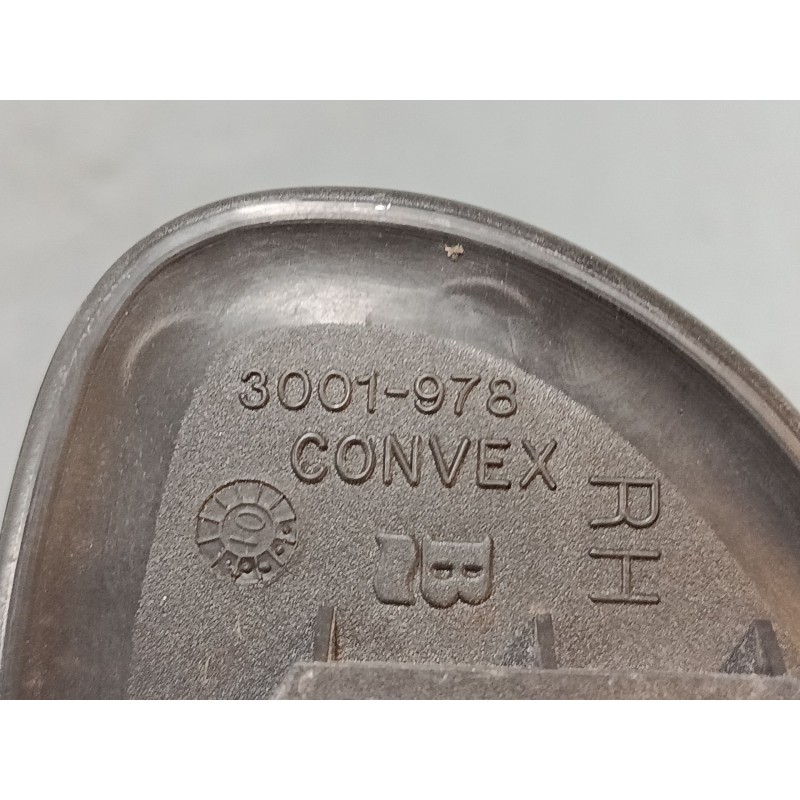 3001-978
CONVEX
RH
B